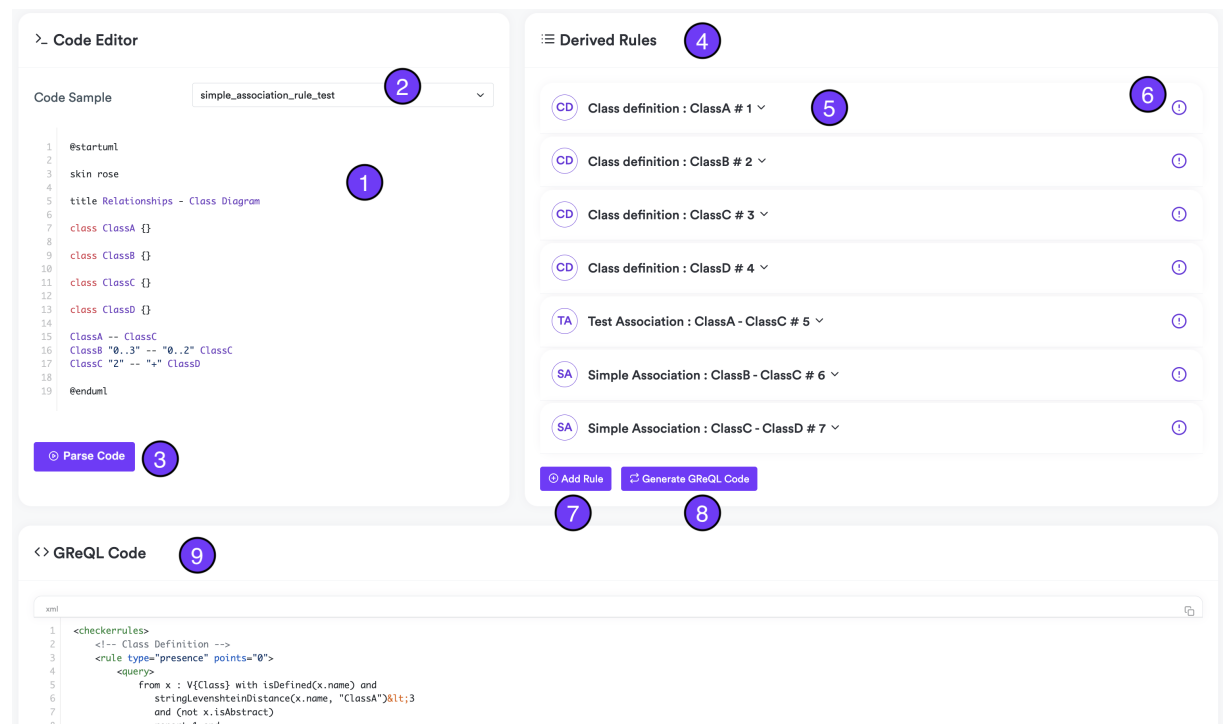 >_ Code Editor
Code Sample
simple_association_rule_test
2
1
1 @startuml
2
3 skin rose
4
5 title Relationships - Class Diagram
6
7 class ClassA {}
8
9 class ClassB {}
10
11 class ClassC {}
12
13 class ClassD {}
14
15 ClassA -- ClassC
16 ClassB "0..3" -- "0..2" ClassC
17 ClassC "2" -- "+" ClassD
18
19 @enduml
Parse Code
3
Derived Rules
4
CD Class definition : ClassA # 1
5
6
CD Class definition : ClassB # 2
CD Class definition : ClassC # 3
CD Class definition : ClassD # 4
TA Test Association : ClassA - ClassC # 5
SA Simple Association : ClassB - ClassC # 6
SA Simple Association : ClassC - ClassD # 7
Add Rule
Generate GReQL Code
7
8
<> GReQL Code
9
xml
1 <checkerrules>
2 <!-- Class Definition -->
3 <rule type="presence" points="0">
4 <query>
5 from x : V{Class} with isDefined(x.name) and
6 stringLevenshteinDistance(x.name, "ClassA")&lt;3
7 and (not x.isAbstract)